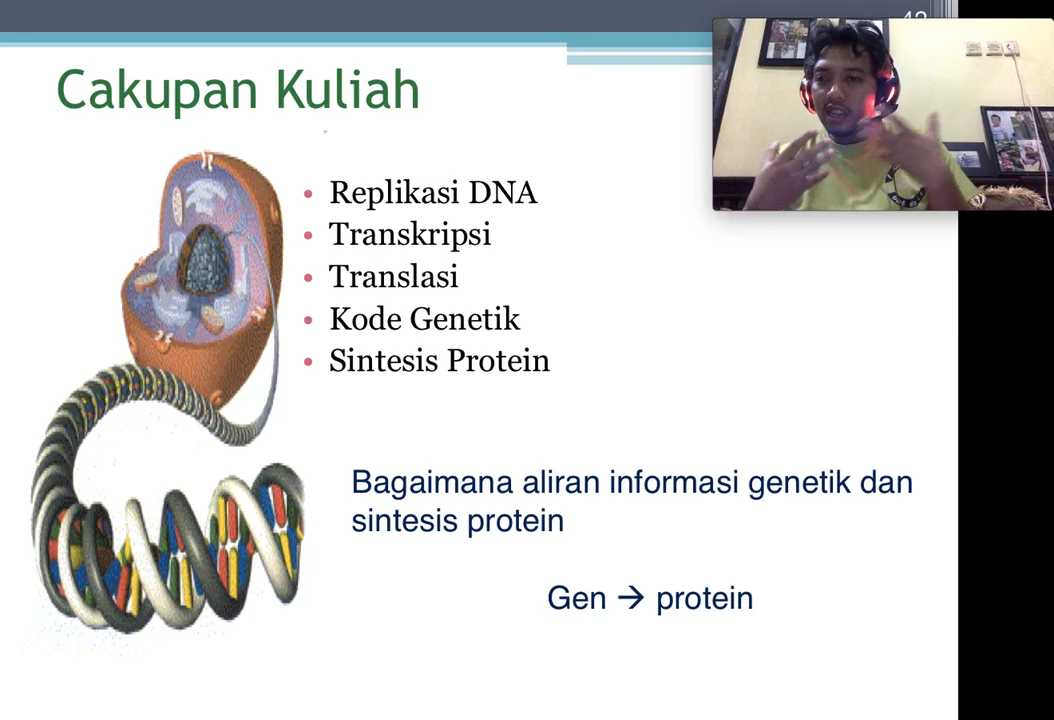 Cakupan Kuliah
• Replikasi DNA
• Transkripsi
• Translasi
• Kode Genetik
• Sintesis Protein
Bagaimana aliran informasi genetik dan
sintesis protein
Gen → protein